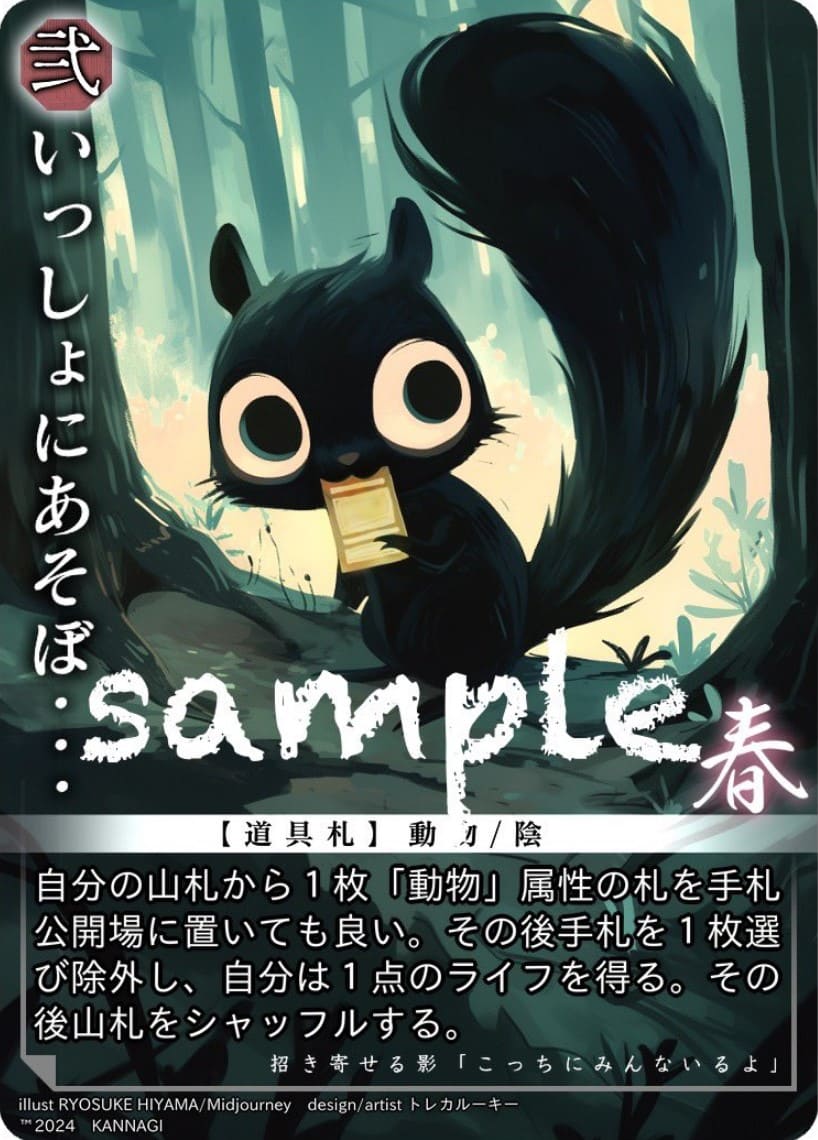 弐
いっしょにあそぼ・・・
sample
春
【道具札】動物/陰
自分の山札から１枚「動物」属性の札を手札
公開場に置いても良い。その後手札を１枚選
び除外し、自分は１点のライフを得る。その
後山札をシャッフルする。
招き寄せる影「こっちにみんないるよ」
illust RYOSUKE HIYAMA/Midjourney　design/artist トレカルーキー
™2024　KANNAGI